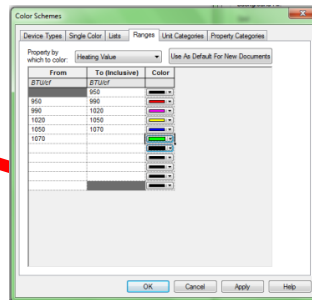 Color Schemes
Device Types Single Color Lists Ranges Unit Categories Property Categories
Property by which to color: Heating Value Use As Default For New Documents
From To (Inclusive) Color
BTU/cf BTU/cf
950
950 990
990 1020
1020 1050
1050 1070
1070
OK Cancel Apply Help